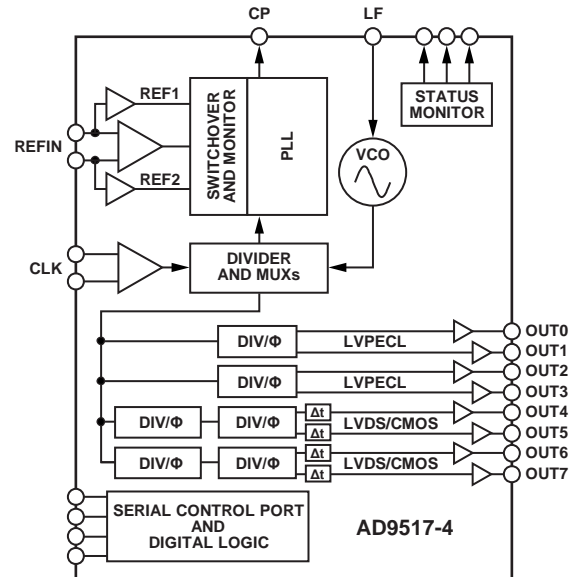 CP
LF
REF1
REFIN
REF2
SWITCHOVER
AND MONITOR
PLL
STATUS
MONITOR
VCO
CLK
DIVIDER
AND MUXs
DIV/Φ
LVPECL
OUT0
OUT1
DIV/Φ
LVPECL
OUT2
OUT3
DIV/Φ
DIV/Φ
Δt
Δt
LVDS/CMOS
OUT4
OUT5
DIV/Φ
DIV/Φ
Δt
Δt
LVDS/CMOS
OUT6
OUT7
SERIAL CONTROL PORT
AND
DIGITAL LOGIC
AD9517-4